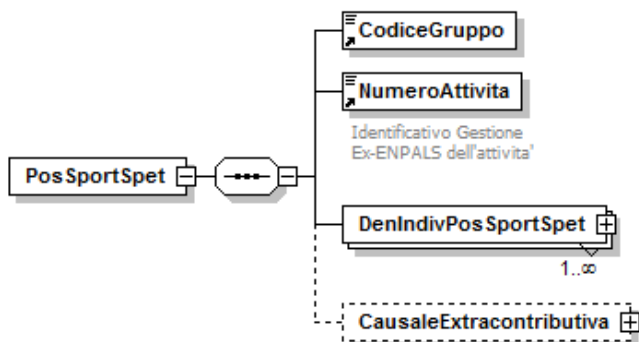 CodiceGruppo
NumeroAttivita
Identificativo Gestione
Ex-ENPALS dell'attivita'
PosSportSpet
DenIndivPosSportSpet
1..∞
CausaleExtracontributiva